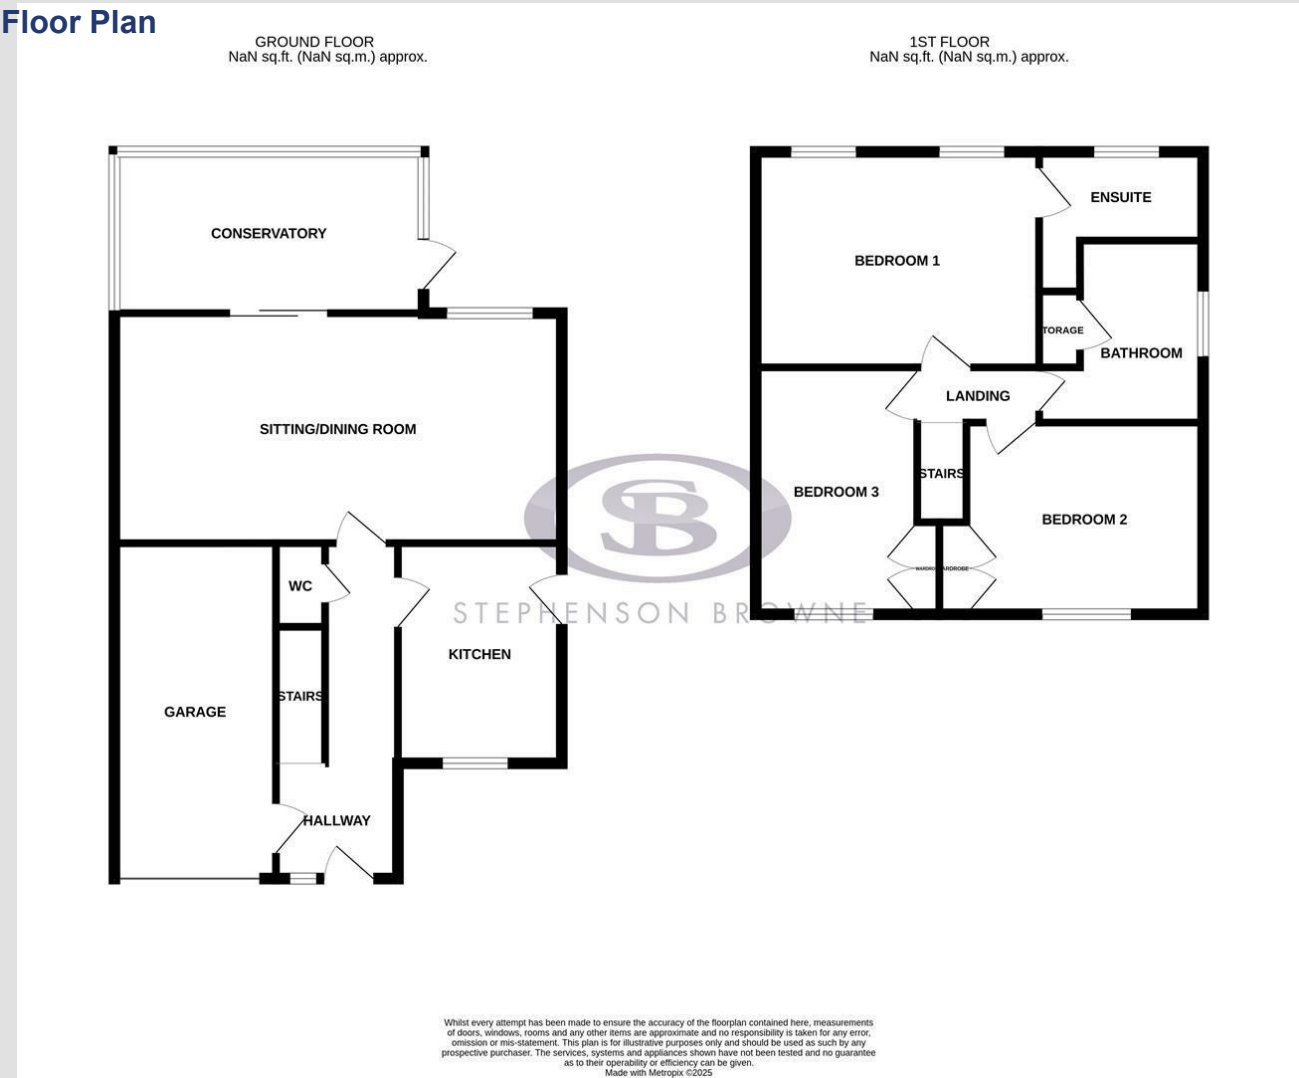 Floor Plan
GROUND FLOOR
NaN sq.ft. (NaN sq.m.) approx.
1ST FLOOR
NaN sq.ft. (NaN sq.m.) approx.
CONSERVATORY
SITTING/DINING ROOM
WC
KITCHEN
STAIRS
GARAGE
HALLWAY
ENSUITE
BEDROOM 1
TORAGE
BATHROOM
LANDING
STAIRS
BEDROOM 3
BEDROOM 2
WARDROBE
SB
STEPHENSON BROWNE
Whilst every attempt has been made to ensure the accuracy of the floorplan contained here, measurements
of doors, windows, rooms and any other items are approximate and no responsibility is taken for any error,
omission or mis-statement. This plan is for illustrative purposes only and should be used as such by any
prospective purchaser. The services, systems and appliances shown have not been tested and no guarantee
as to their operability or efficiency can be given.
Made with Metropix ©2025